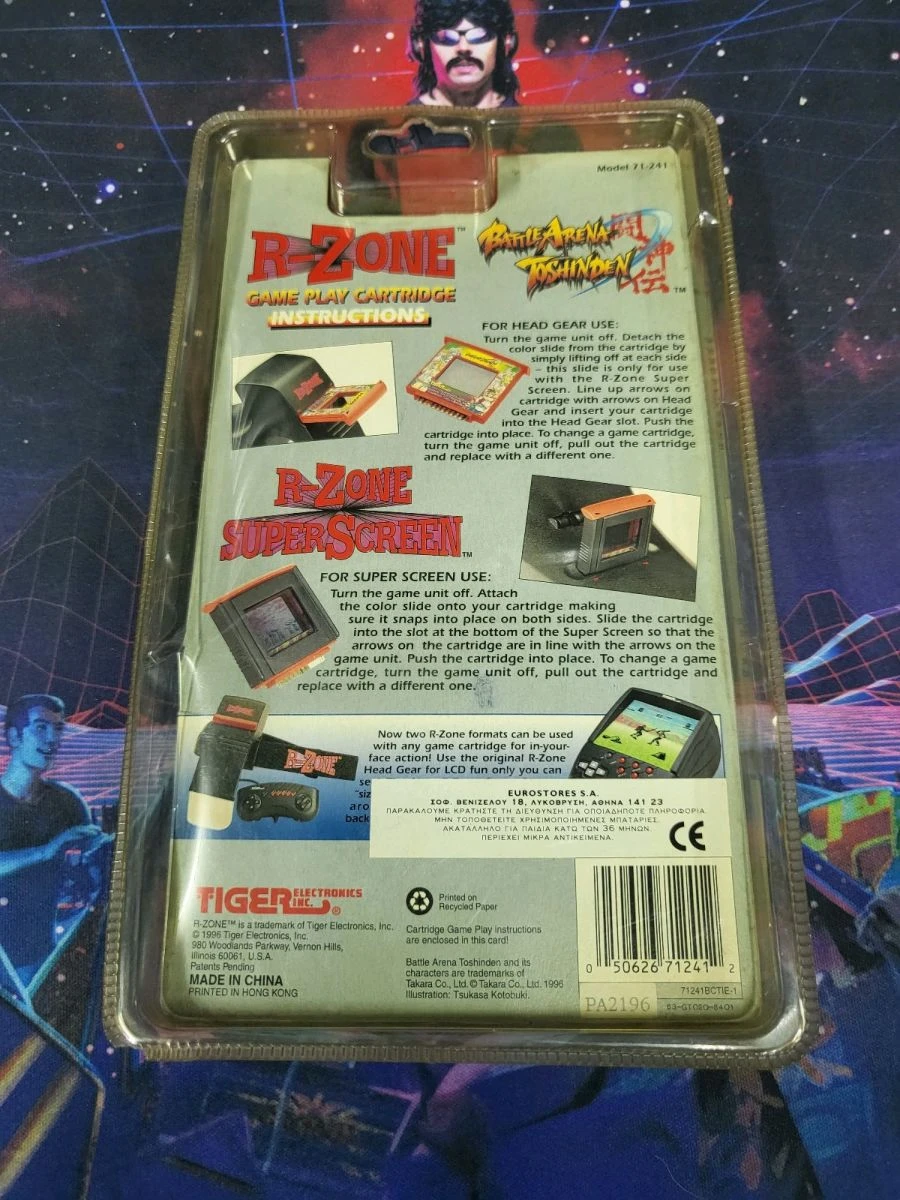 Model 71-241
R-ZONE™
GAME PLAY CARTRIDGE
INSTRUCTIONS
BATTLE ARENA
TOSHINDEN
闘神伝
™
FOR HEAD GEAR USE:
Turn the game unit off. Detach the
color slide from the cartridge by
simply lifting off at each side
– this slide is only for use
with the R-Zone Super
Screen. Line up arrows on
cartridge with arrows on Head
Gear and insert your cartridge
into the Head Gear slot. Push the
cartridge into place. To change a game cartridge,
turn the game unit off, pull out the cartridge
and replace with a different one.
R-ZONE
R-ZONE
SUPERSCREEN™
FOR SUPER SCREEN USE:
Turn the game unit off. Attach
the color slide onto your cartridge making
sure it snaps into place on both sides. Slide the cartridge
into the slot at the bottom of the Super Screen so that the
arrows on the cartridge are in line with the arrows on the
game unit. Push the cartridge into place. To change a game
cartridge, turn the game unit off, pull out the cartridge and
replace with a different one.
Now two R-Zone formats can be used
with any game cartridge for in-your-
face action! Use the original R-Zone
Head Gear for LCD fun only you can
se
"siz
aro
back
R-ZONE
EUROSTORES S.A.
ΣΟΦ. ΒΕΝΙΖΕΛΟΥ 18, ΛΥΚΟΒΡΥΣΗ, ΑΘΗΝΑ 141 23
ΠΑΡΑΚΑΛΟΥΜΕ ΚΡΑΤΗΣΤΕ ΤΗ ΔΙΕΥΘΥΝΣΗ ΓΙΑ ΟΠΟΙΑΔΗΠΟΤΕ ΠΛΗΡΟΦΟΡΙΑ.
ΜΗΝ ΤΟΠΟΘΕΤΕΙΤΕ ΧΡΗΣΙΜΟΠΟΙΗΜΕΝΕΣ ΜΠΑΤΑΡΙΕΣ.
ΑΚΑΤΑΛΛΗΛΟ ΓΙΑ ΠΑΙΔΙΑ ΚΑΤΩ ΤΩΝ 36 ΜΗΝΩΝ.
ΠΕΡΙΕΧΕΙ ΜΙΚΡΑ ΑΝΤΙΚΕΙΜΕΝΑ.
CE
TIGER ELECTRONICS INC.®
R-ZONE™ is a trademark of Tiger Electronics, Inc.
© 1996 Tiger Electronics, Inc.
980 Woodlands Parkway, Vernon Hills,
Illinois 60061, U.S.A.
Patents Pending
MADE IN CHINA
PRINTED IN HONG KONG
Printed on
Recycled Paper
Cartridge Game Play instructions
are enclosed in this card!
Battle Arena Toshinden and its
characters are trademarks of
Takara Co., Ltd. © Takara Co., Ltd. 1996
Illustration: Tsukasa Kotobuki.
0 50626 71241 2
71241BCTIE-1
PA2196